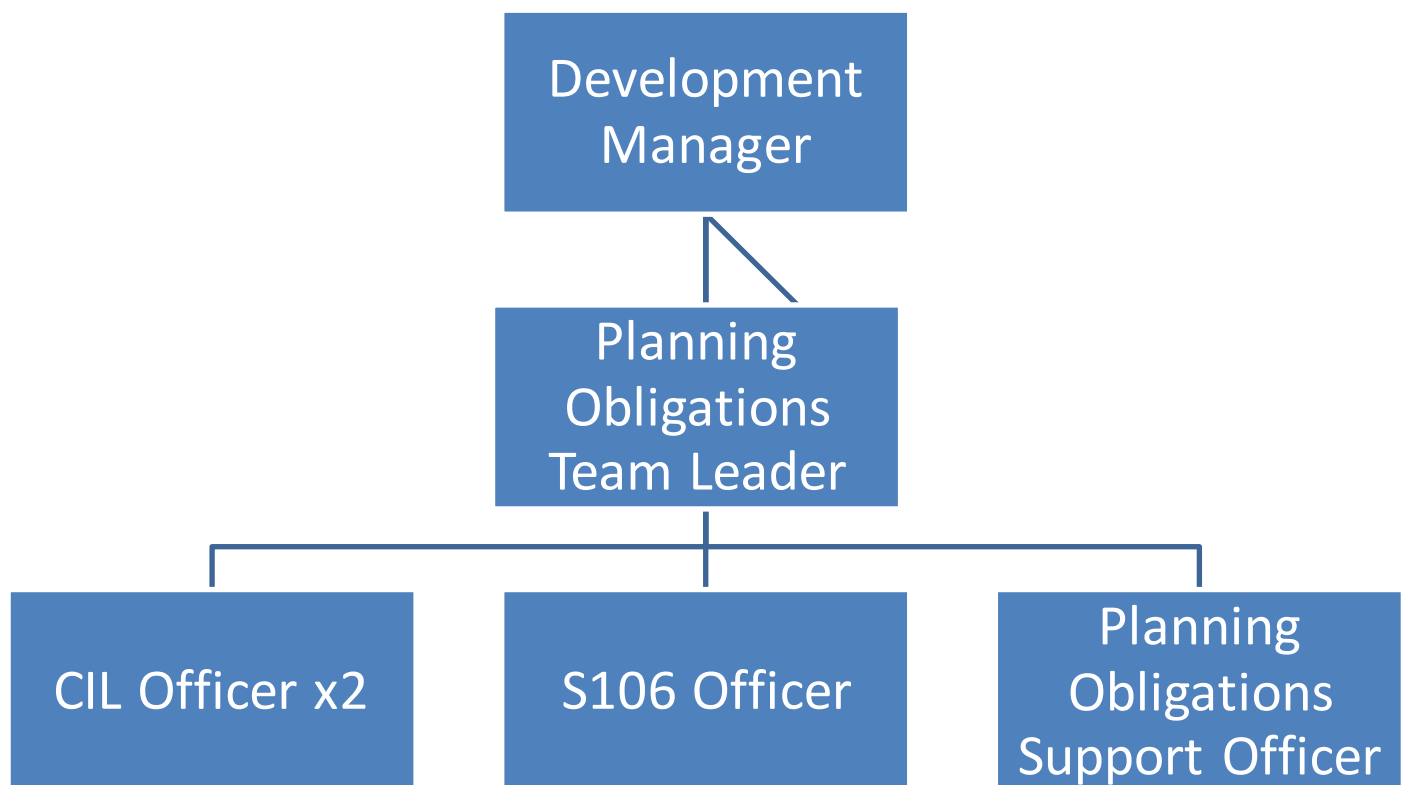 Development
Manager
Planning
Obligations
Team Leader
CIL Officer x2
S106 Officer
Planning
Obligations
Support Officer